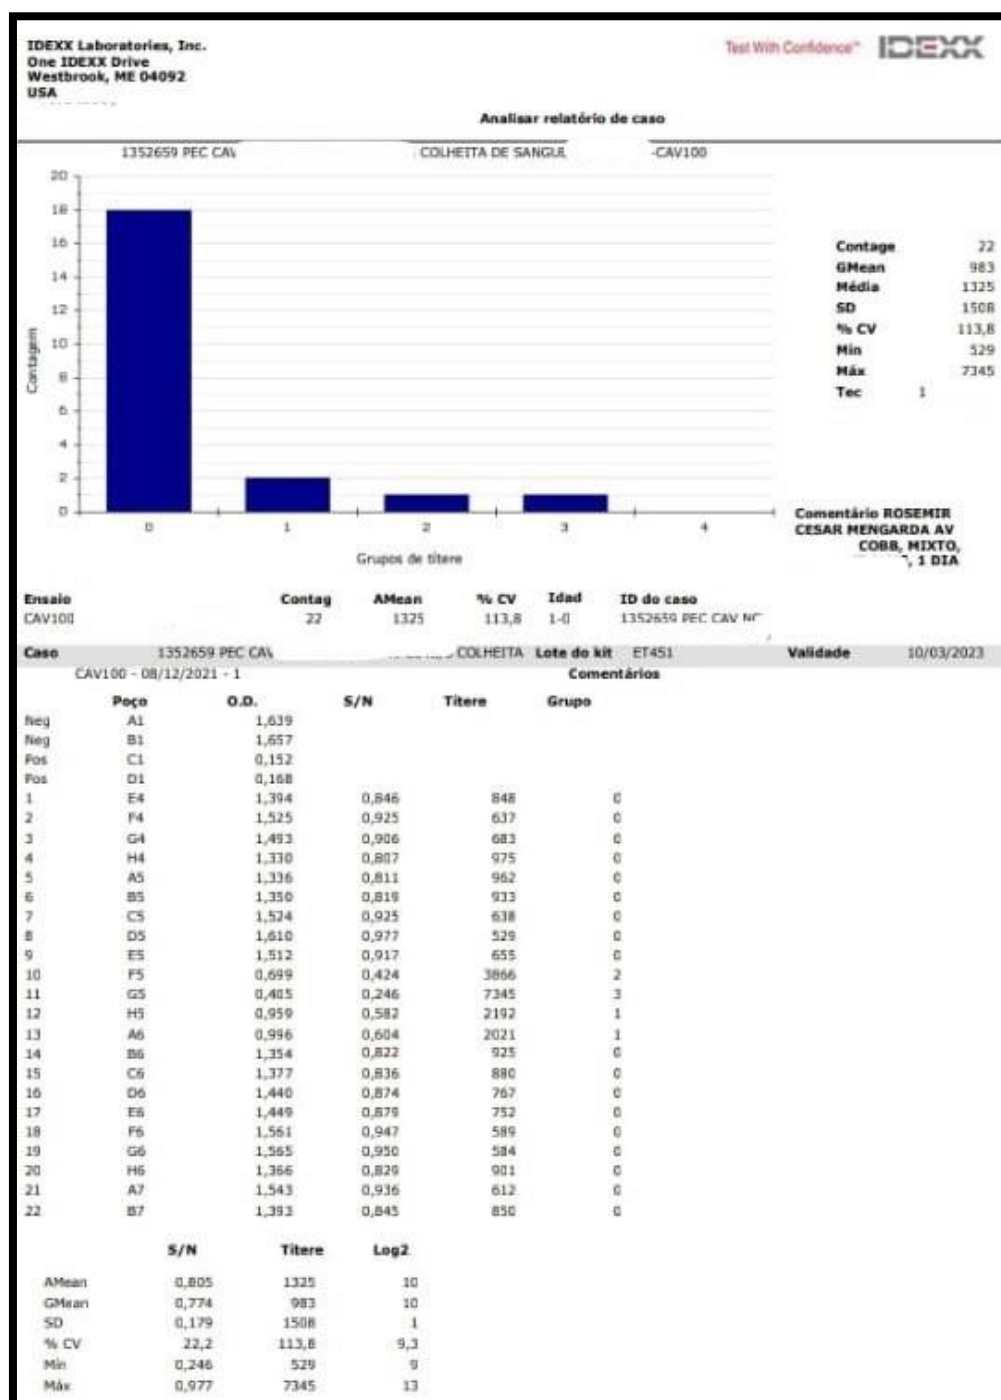 IDEXX Laboratories, Inc.
One IDEXX Drive
Westbrook, ME 04092
USA
Test With Confidence™ IDEXX
Analisar relatório de caso
1352659 PEC CAV COLHEITA DE SANGUE -CAV100
20
18
16
14
12
10
8
6
4
2
0
Contagem
0 1 2 3 4
Grupos de títere
Contage 22
GMean 983
Média 1325
SD 1508
% CV 113,8
Min 529
Máx 7345
Tec 1
Comentário ROSEMIR
CESAR MENGARDA AV
COBB, MIXTO,
, 1 DIA
Ensaio Contag AMean % CV Idad ID do caso
CAV100 22 1325 113,8 1-0 1352659 PEC CAV
Caso 1352659 PEC CAV COLHEITA Lote do kit ET451 Validade 10/03/2023
CAV100 - 08/12/2021 - 1 Comentários
Poço O.D. S/N Títere Grupo
Neg A1 1,639
Neg B1 1,657
Pos C1 0,152
Pos D1 0,168
1 E4 1,394 0,846 848 0
2 F4 1,525 0,925 637 0
3 G4 1,493 0,906 683 0
4 H4 1,330 0,807 975 0
5 A5 1,336 0,811 962 0
6 B5 1,350 0,819 933 0
7 C5 1,524 0,925 638 0
8 D5 1,610 0,977 529 0
9 E5 1,512 0,917 655 0
10 F5 0,699 0,424 3866 2
11 G5 0,405 0,246 7345 3
12 H5 0,959 0,582 2192 1
13 A6 0,996 0,604 2021 1
14 B6 1,354 0,822 925 0
15 C6 1,377 0,836 880 0
16 D6 1,440 0,874 767 0
17 E6 1,449 0,879 752 0
18 F6 1,561 0,947 589 0
19 G6 1,565 0,950 584 0
20 H6 1,366 0,829 901 0
21 A7 1,543 0,936 612 0
22 B7 1,393 0,845 850 0
S/N Títere Log2
AMean 0,805 1325 10
GMean 0,774 983 10
SD 0,179 1508 1
% CV 22,2 113,8 9,3
Min 0,246 529 9
Máx 0,977 7345 13